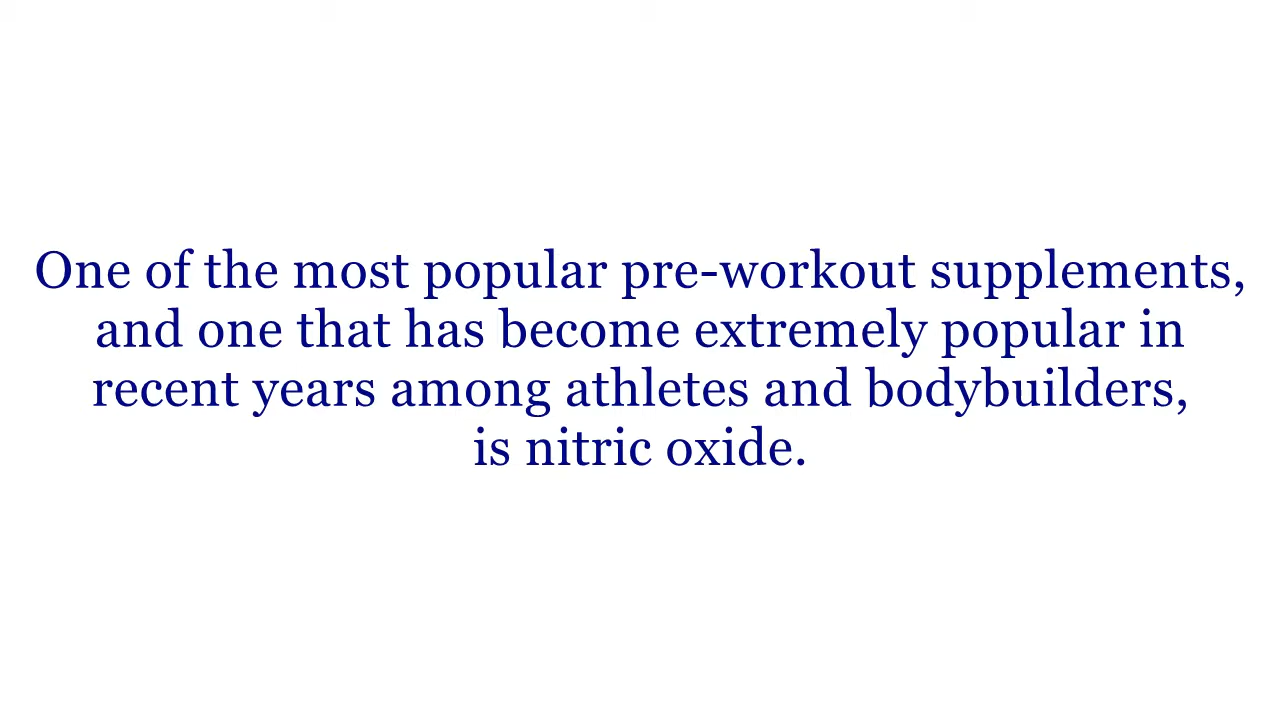 One of the most popular pre-workout supplements,
and one that has become extremely popular in
recent years among athletes and bodybuilders,
is nitric oxide.